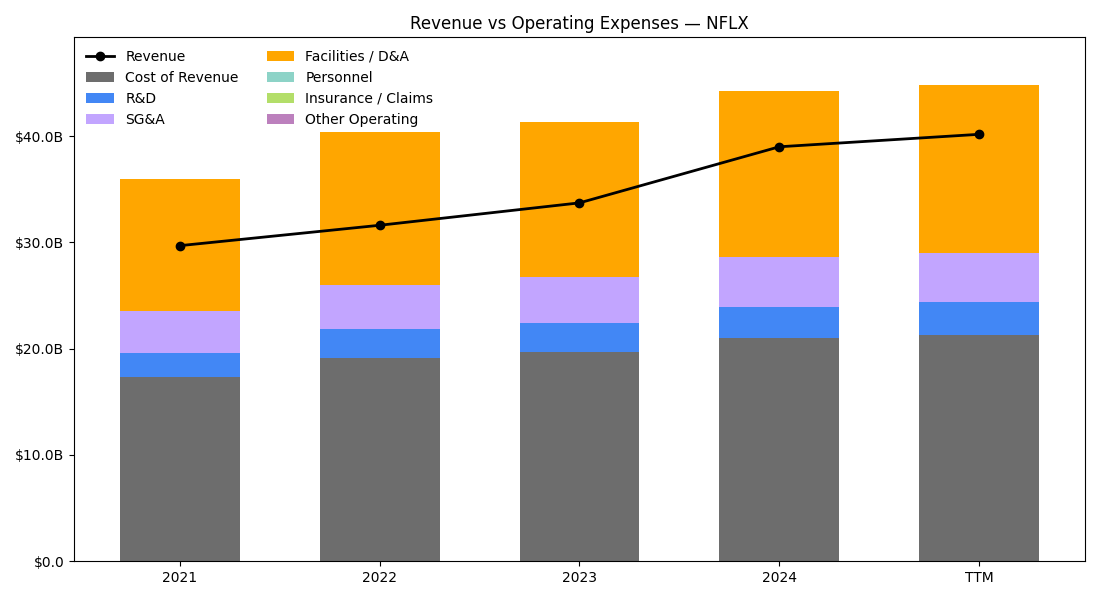 Revenue vs Operating Expenses — NFLX
Revenue
Cost of Revenue
R&D
SG&A
Facilities / D&A
Personnel
Insurance / Claims
Other Operating
$40.0B
$30.0B
$20.0B
$10.0B
$0.0
2021
2022
2023
2024
TTM